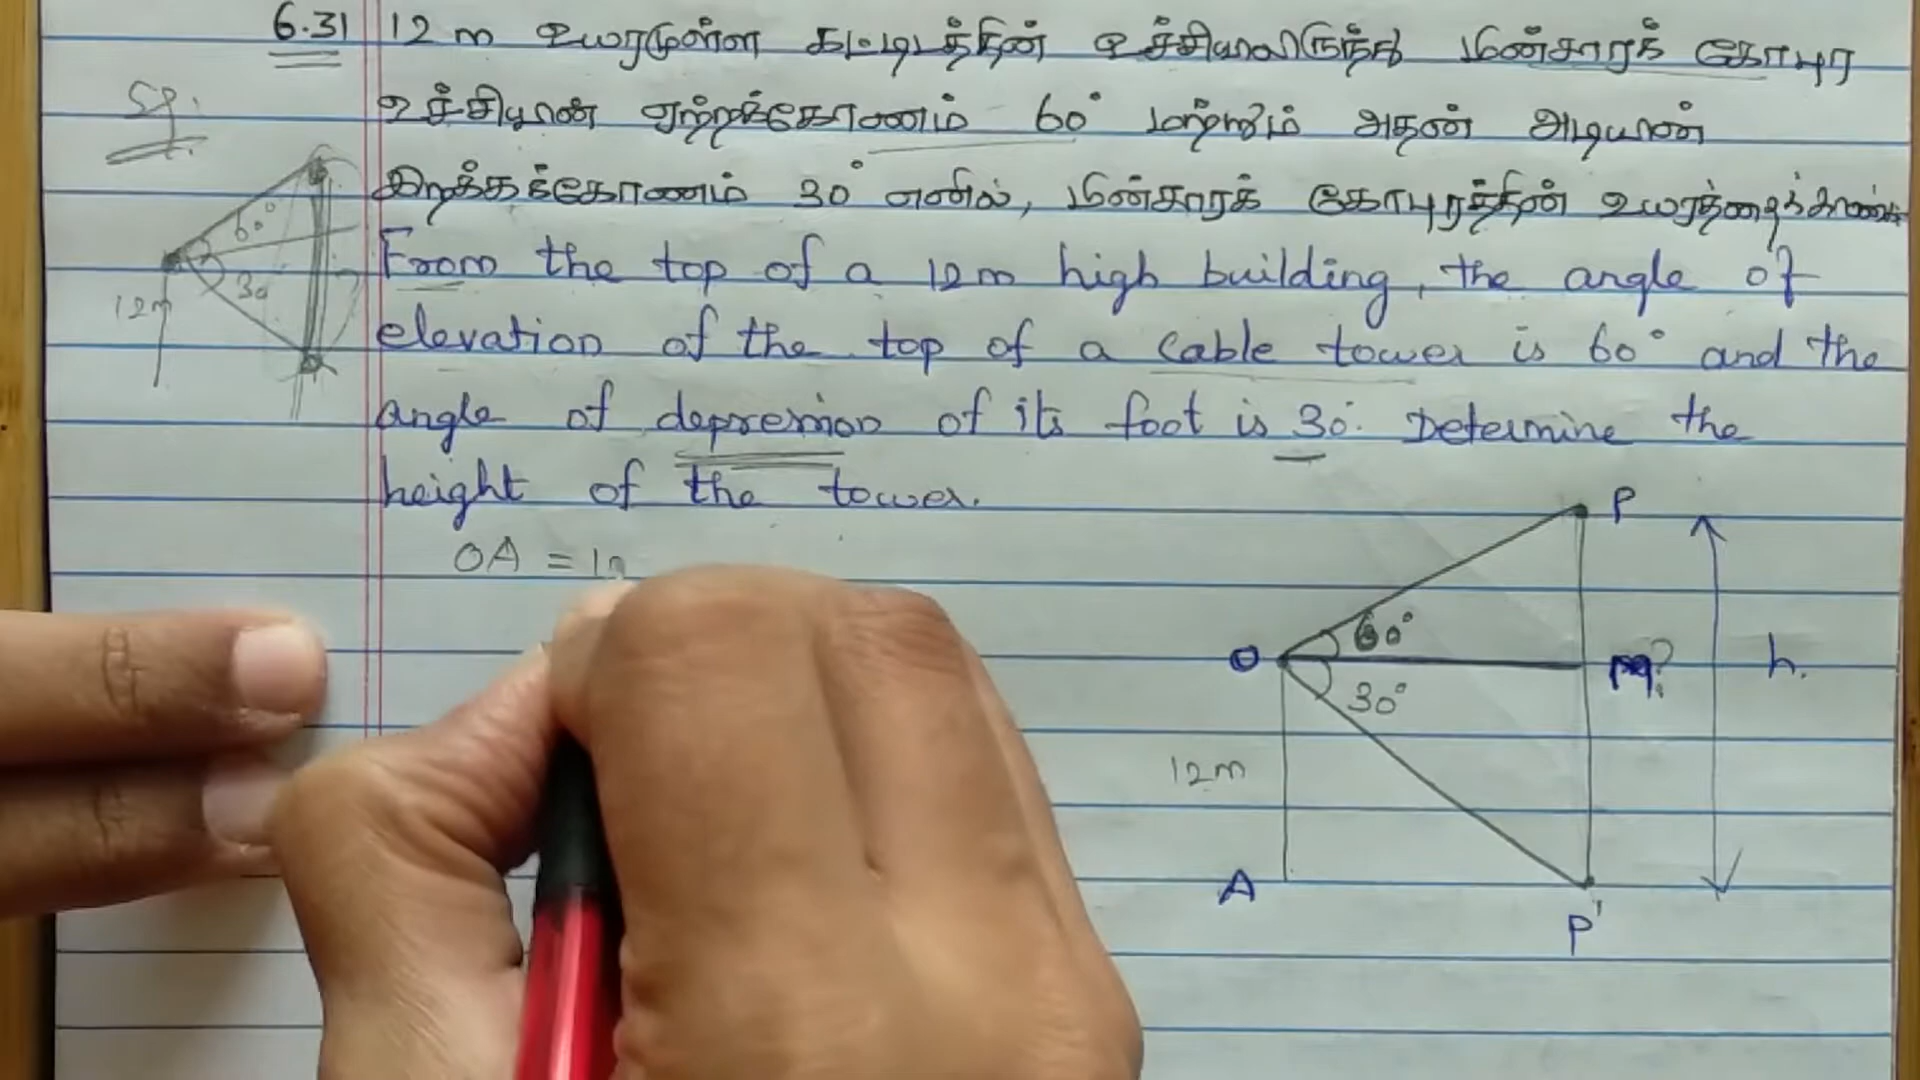 6.31 12 m உயரமுள்ள கட்டிடத்தின் உச்சியிலிருந்து மின்சாரக் கோபுர
உச்சியின் ஏற்றக்கோணம் 60° மற்றும் அதன் அடியின்
இறக்கக்கோணம் 30° எனில், மின்சாரக் கோபுரத்தின் உயரத்தைக் காண்க
From the top of a 12m high building, the angle of
elevation of the top of a cable tower is 60° and the
angle of depression of its foot is 30°. Determine the
height of the tower.
60°
30
12m
OA = 12
P
60°
O
h.
30°
12m
A
P'